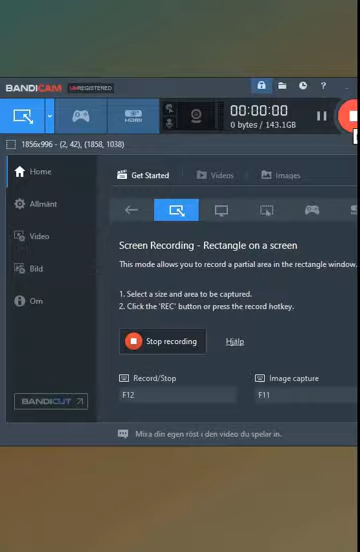 BANDICAM UNREGISTERED
?
HDMI
00:00:00
0 bytes / 143.1GB
1856x996 - (2, 42), (1858, 1038)
Home
Allmänt
Video
Bild
Om
BANDICUT
Get Started
Videos
Images
Screen Recording - Rectangle on a screen
This mode allows you to record a partial area in the rectangle window.
1. Select a size and area to be captured.
2. Click the 'REC' button or press the record hotkey.
Stop recording
Hjälp
Record/Stop
Image capture
F12
F11
Mixa din egen röst i den video du spelar in.